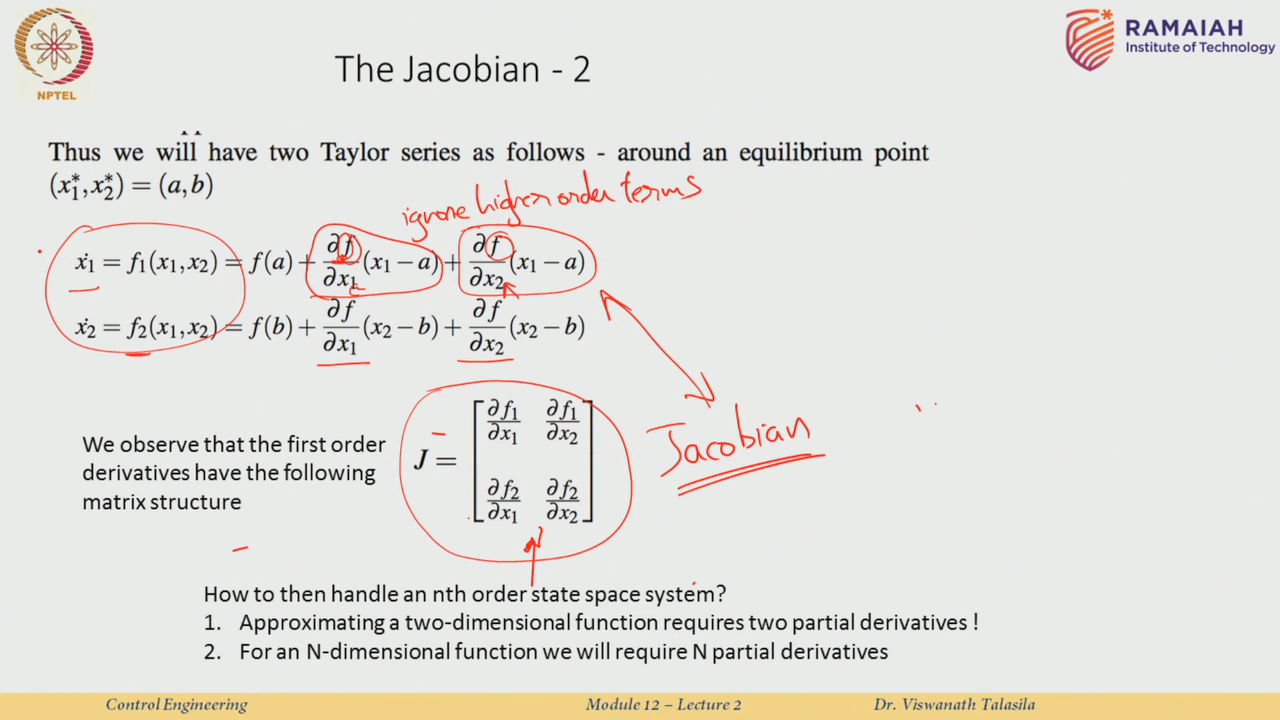 NPTEL
RAMAIAH
Institute of Technology
The Jacobian - 2
Thus we will have two Taylor series as follows - around an equilibrium point
(x₁*, x₂*) = (a, b)
ignore higher order terms
ẋ₁ = f₁(x₁, x₂) = f(a) + ∂f/∂x₁ (x₁ − a) + ∂f/∂x₂ (x₁ − a)
ẋ₂ = f₂(x₁, x₂) = f(b) + ∂f/∂x₁ (x₂ − b) + ∂f/∂x₂ (x₂ − b)
We observe that the first order
derivatives have the following
matrix structure
J = [ ∂f₁/∂x₁ ∂f₁/∂x₂
∂f₂/∂x₁ ∂f₂/∂x₂ ]
Jacobian
How to then handle an nth order state space system?
1. Approximating a two-dimensional function requires two partial derivatives !
2. For an N-dimensional function we will require N partial derivatives
Control Engineering
Module 12 – Lecture 2
Dr. Viswanath Talasila